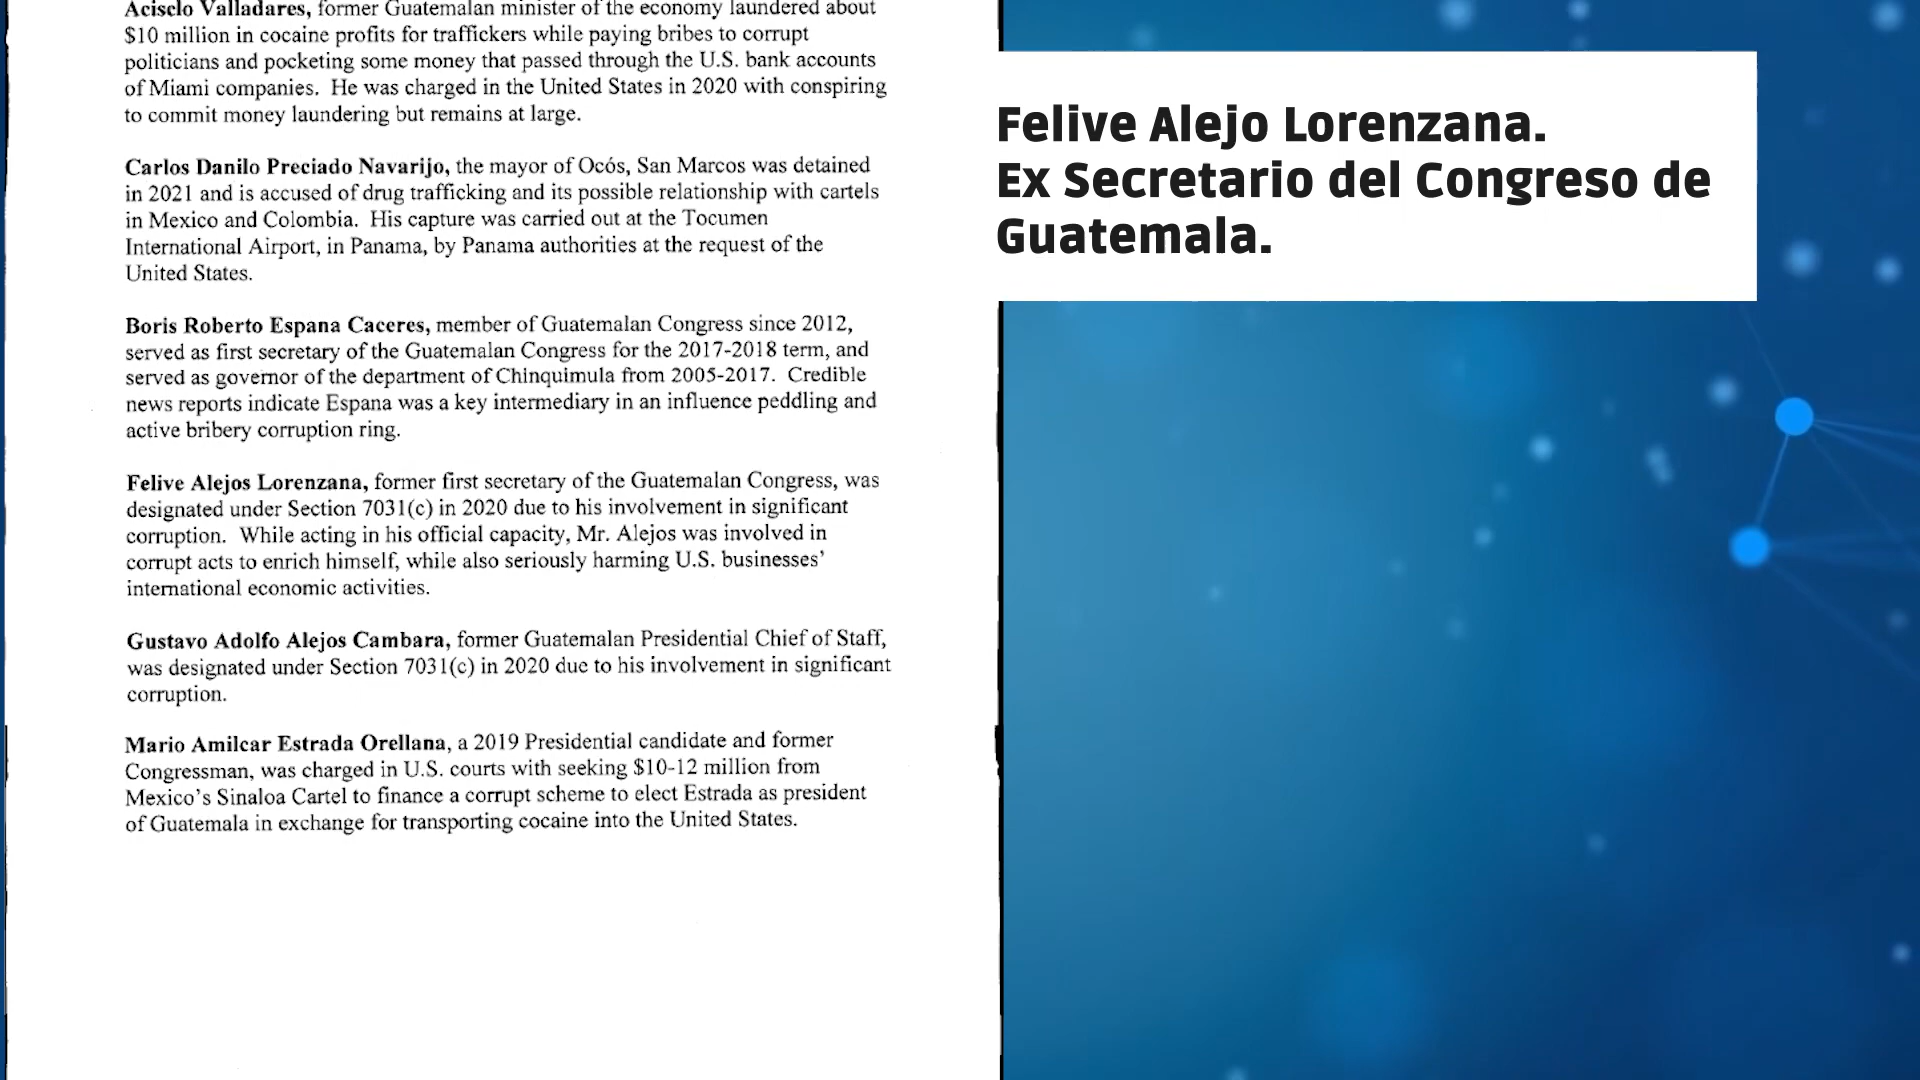 Acisclo Valladares, former Guatemalan minister of the economy laundered about
$10 million in cocaine profits for traffickers while paying bribes to corrupt
politicians and pocketing some money that passed through the U.S. bank accounts
of Miami companies. He was charged in the United States in 2020 with conspiring
to commit money laundering but remains at large.
Carlos Danilo Preciado Navarijo, the mayor of Ocós, San Marcos was detained
in 2021 and is accused of drug trafficking and its possible relationship with cartels
in Mexico and Colombia. His capture was carried out at the Tocumen
International Airport, in Panama, by Panama authorities at the request of the
United States.
Boris Roberto Espana Caceres, member of Guatemalan Congress since 2012,
served as first secretary of the Guatemalan Congress for the 2017-2018 term, and
served as governor of the department of Chinquimula from 2005-2017. Credible
news reports indicate Espana was a key intermediary in an influence peddling and
active bribery corruption ring.
Felive Alejos Lorenzana, former first secretary of the Guatemalan Congress, was
designated under Section 7031(c) in 2020 due to his involvement in significant
corruption. While acting in his official capacity, Mr. Alejos was involved in
corrupt acts to enrich himself, while also seriously harming U.S. businesses'
international economic activities.
Gustavo Adolfo Alejos Cambara, former Guatemalan Presidential Chief of Staff,
was designated under Section 7031(c) in 2020 due to his involvement in significant
corruption.
Mario Amilcar Estrada Orellana, a 2019 Presidential candidate and former
Congressman, was charged in U.S. courts with seeking $10-12 million from
Mexico's Sinaloa Cartel to finance a corrupt scheme to elect Estrada as president
of Guatemala in exchange for transporting cocaine into the United States.
Felive Alejo Lorenzana.
Ex Secretario del Congreso de
Guatemala.